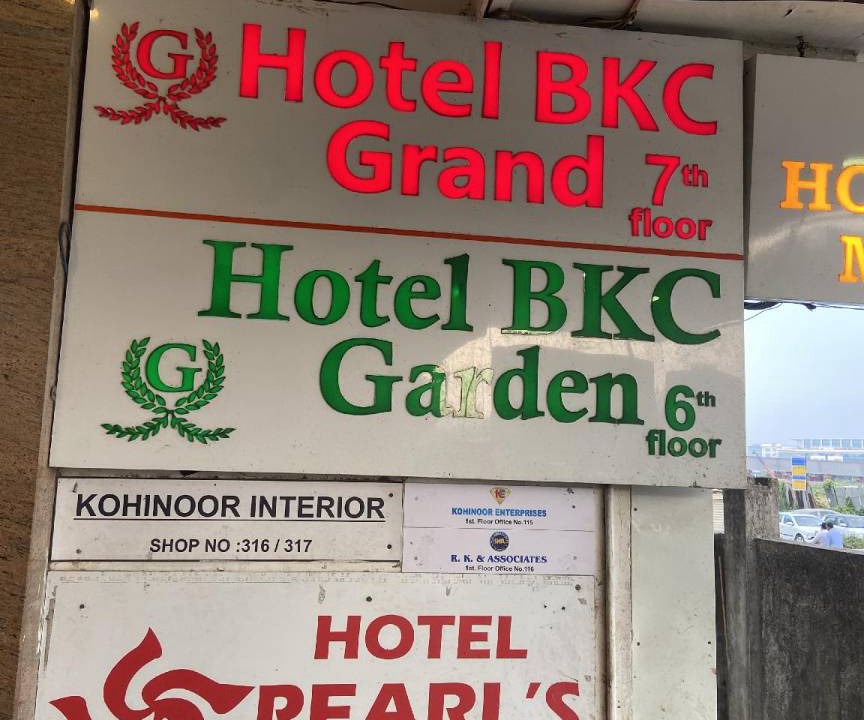 G Hotel BKC
Grand 7th
floor
Hotel BKC
G Garden 6th
floor
KOHINOOR INTERIOR
SHOP NO :316 / 317
KOHINOOR ENTERPRISES
1st. Floor Office No.115
R. K. & ASSOCIATES
1st. Floor Office No.116
HOTEL
PEARL'S